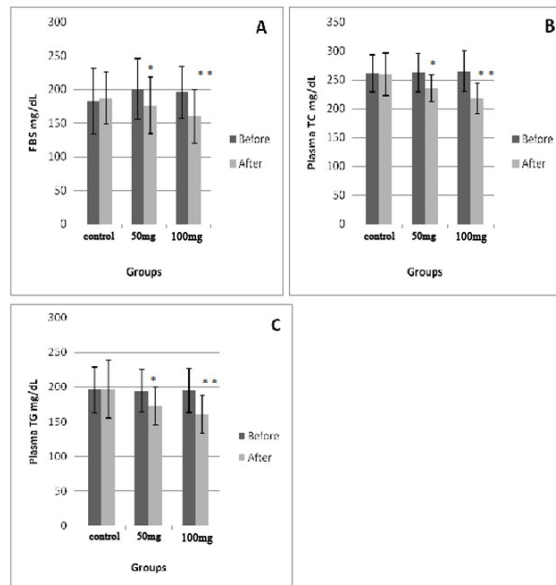 A
300
250
200
150
100
50
0
FBS mg/dL
*
* *
control 50mg 100mg
Groups
Before
After
B
350
300
250
200
150
100
50
0
Plasma TC mg/dL
*
* *
control 50mg 100mg
Groups
Before
After
C
300
250
200
150
100
50
0
Plasma TG mg/dL
*
* *
control 50mg 100mg
Groups
Before
After